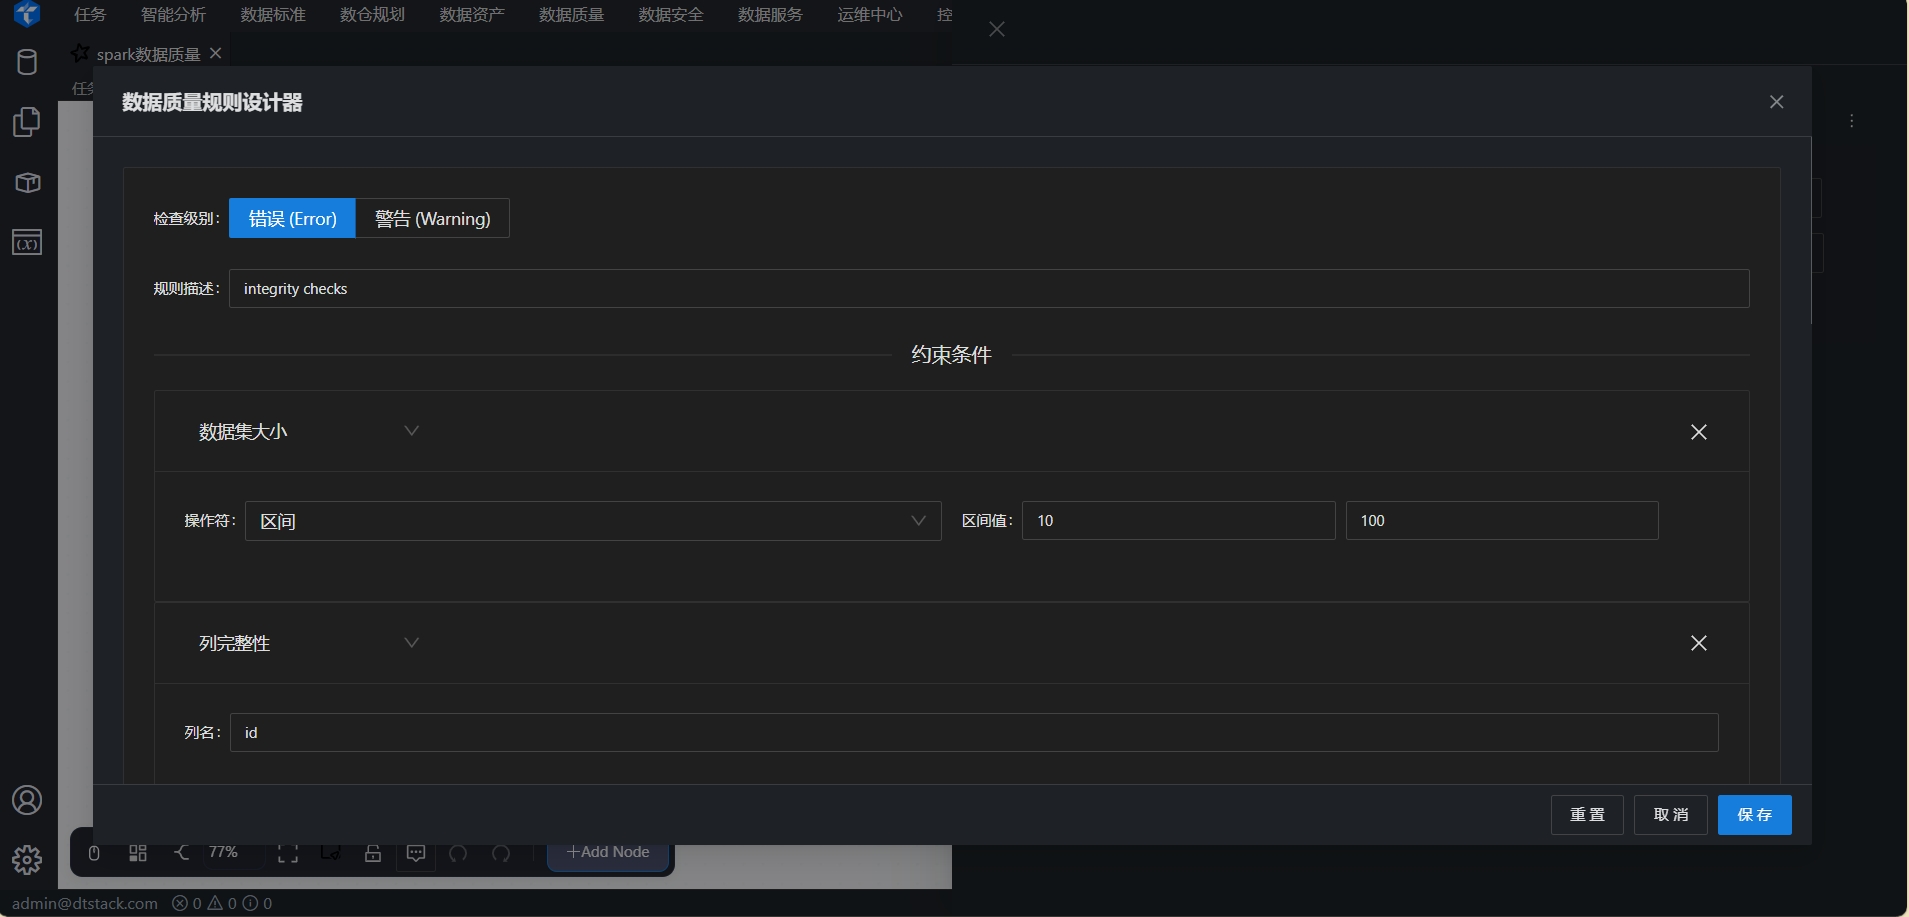 任务 智能分析 数据标准 数仓规划 数据资产 数据质量 数据安全 数据服务 运维中心 控
spark数据质量
任务
数据质量规则设计器
检查级别: 错误 (Error) 警告 (Warning)
规则描述: integrity checks
约束条件
数据集大小
操作符: 区间 区间值: 10 100
列完整性
列名: id
重置 取消 保存
77% +Add Node
admin@dtstack.com 0 0 0